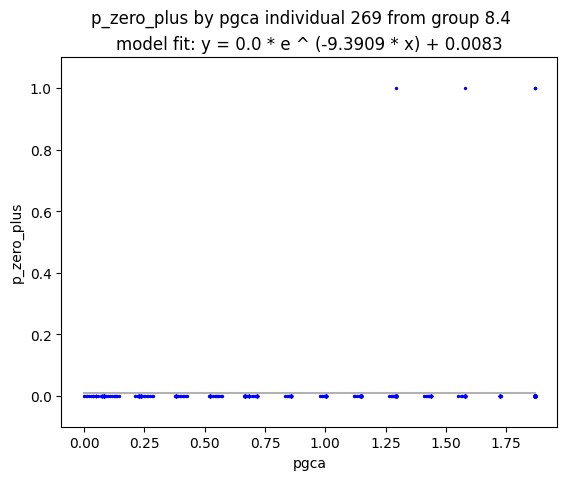 p_zero_plus by pgca individual 269 from group 8.4
model fit: y = 0.0 * e ^ (-9.3909 * x) + 0.0083
1.0
0.8
0.6
0.4
0.2
0.0
p_zero_plus
0.00 0.25 0.50 0.75 1.00 1.25 1.50 1.75
pgca